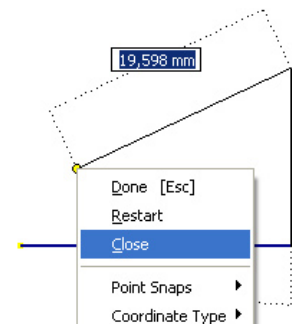 19,598 mm
Done [Esc]
Restart
Close
Point Snaps
Coordinate Type